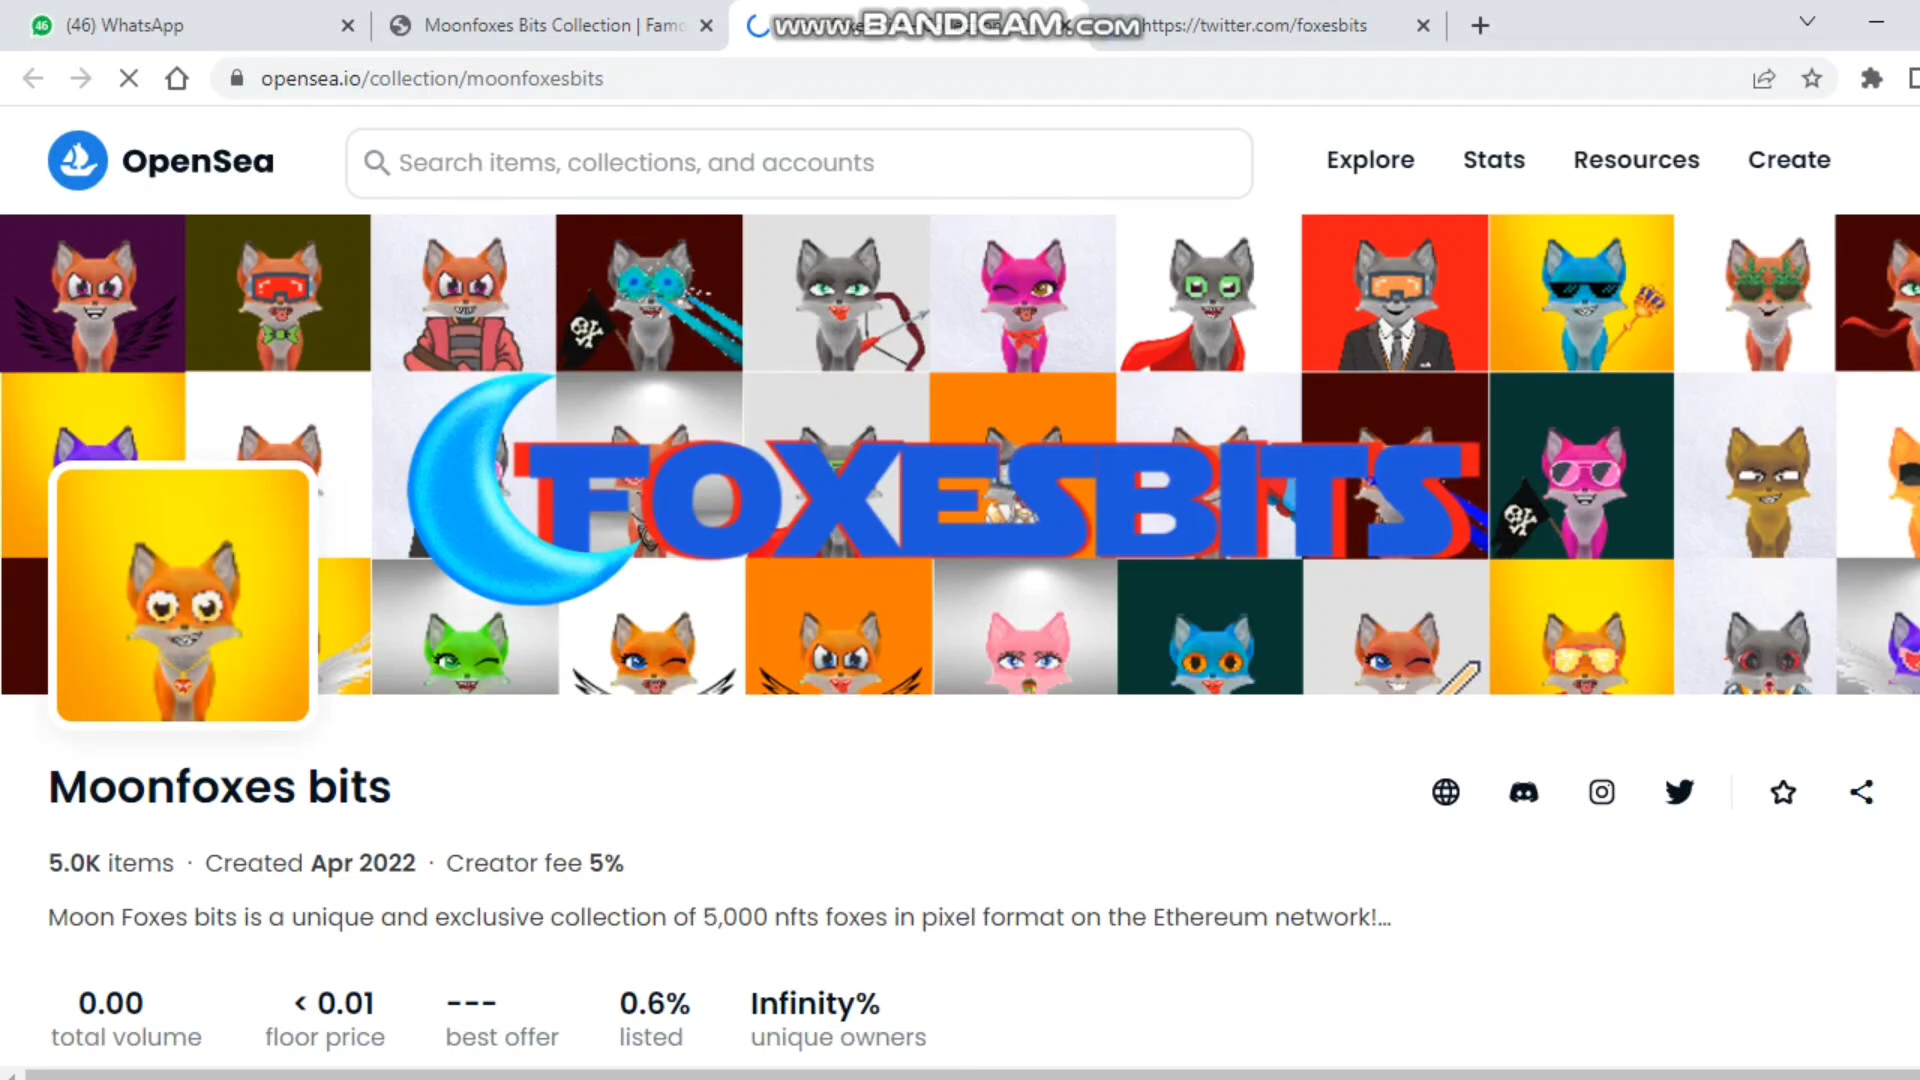 46 (46) WhatsApp
Moonfoxes Bits Collection | Famo
www.BANDICAM.com
https://twitter.com/foxesbits
opensea.io/collection/moonfoxesbits
OpenSea
Search items, collections, and accounts
Explore
Stats
Resources
Create
FOXESBITS
Moonfoxes bits
5.0K items · Created Apr 2022 · Creator fee 5%
Moon Foxes bits is a unique and exclusive collection of 5,000 nfts foxes in pixel format on the Ethereum network!...
0.00
total volume
< 0.01
floor price
---
best offer
0.6%
listed
Infinity%
unique owners